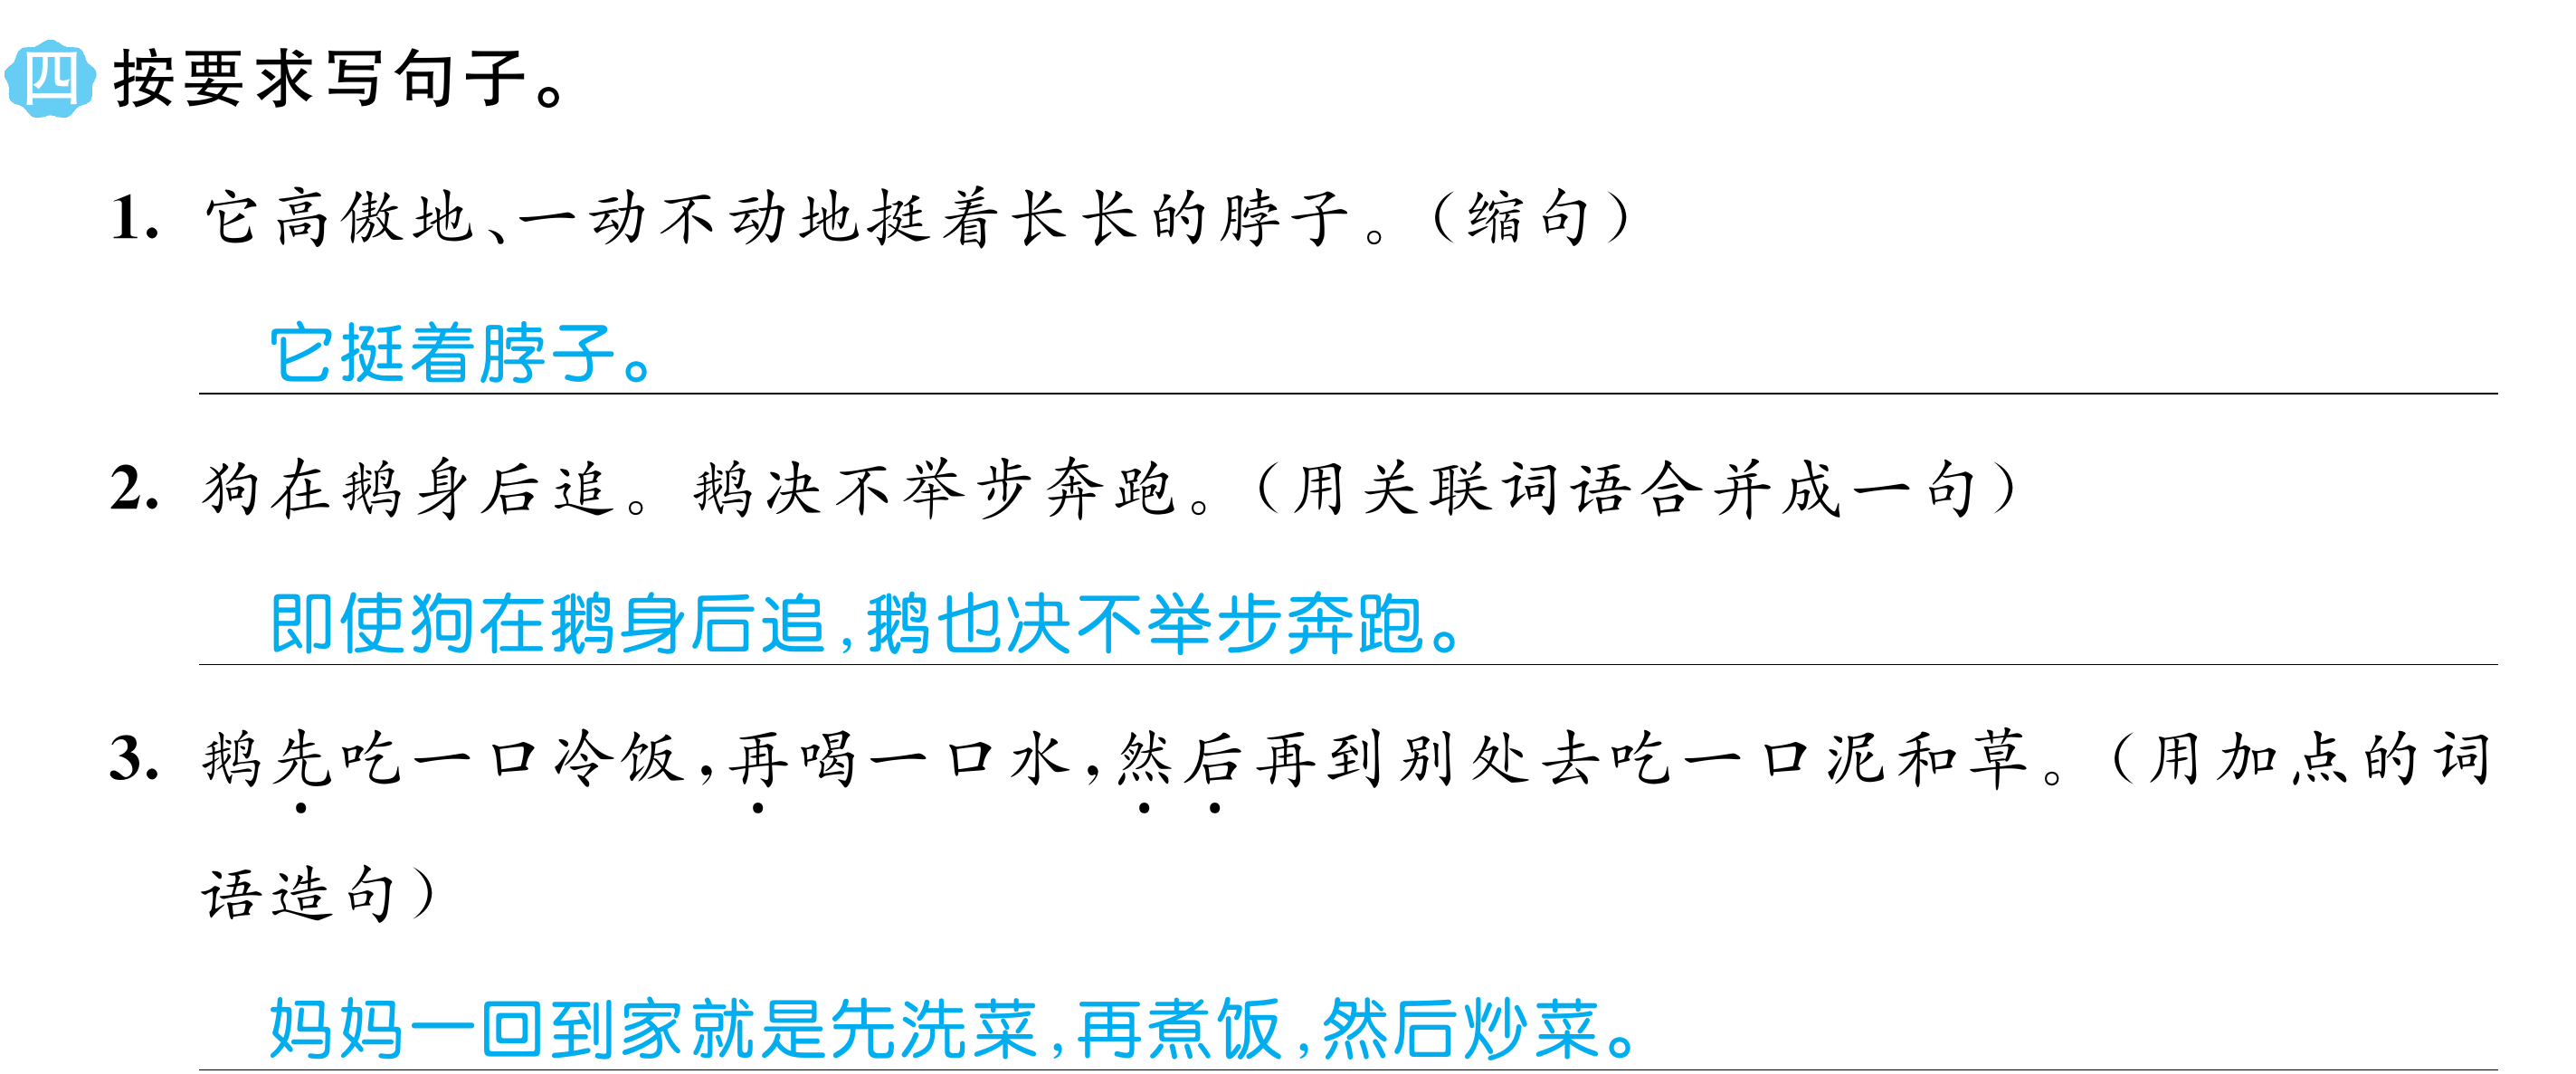 四 按要求写句子。
1. 它高傲地、一动不动地挺着长长的脖子。（缩句）
它挺着脖子。
2. 狗在鹅身后追。鹅决不举步奔跑。（用关联词语合并成一句）
即使狗在鹅身后追,鹅也决不举步奔跑。
3. 鹅先吃一口冷饭,再喝一口水,然后再到别处去吃一口泥和草。（用加点的词
语造句）
妈妈一回到家就是先洗菜,再煮饭,然后炒菜。